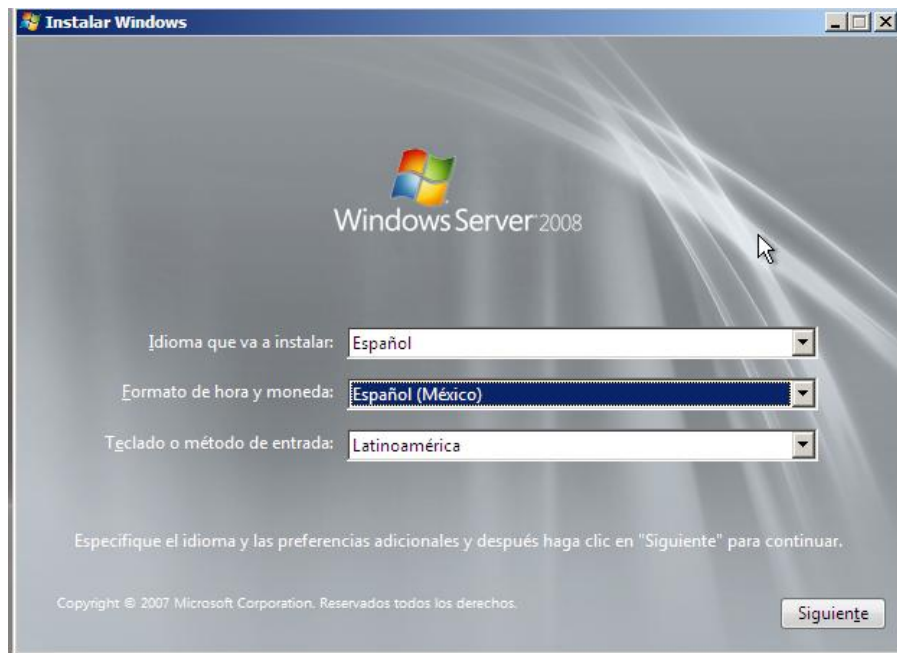 Instalar Windows
Windows Server 2008
Idioma que va a instalar: Español
Formato de hora y moneda: Español (México)
Teclado o método de entrada: Latinoamérica
Especifique el idioma y las preferencias adicionales y después haga clic en "Siguiente" para continuar.
Copyright © 2007 Microsoft Corporation. Reservados todos los derechos.
Siguiente